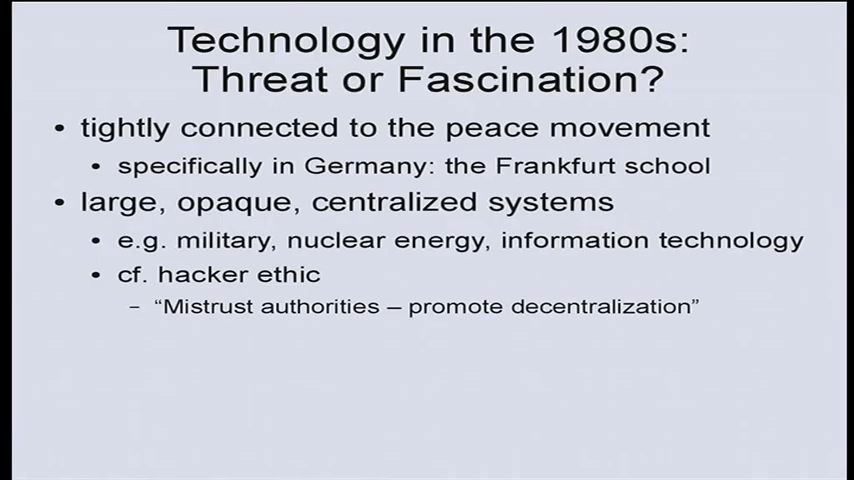 Technology in the 1980s:
Threat or Fascination?
• tightly connected to the peace movement
• specifically in Germany: the Frankfurt school
• large, opaque, centralized systems
• e.g. military, nuclear energy, information technology
• cf. hacker ethic
– “Mistrust authorities – promote decentralization”